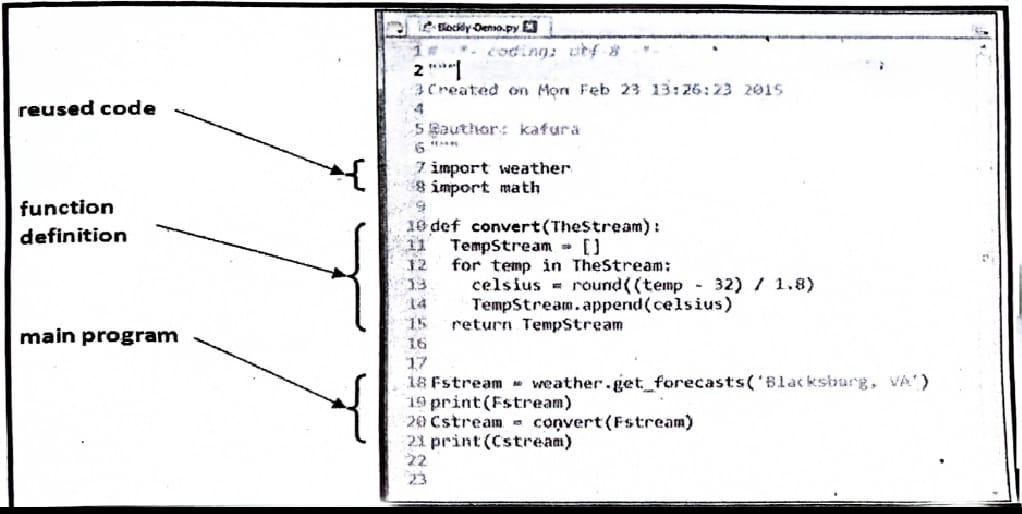 reused code
function
definition
main program
Blockly-Demo.py
1 # -*- coding: utf-8 -*-
2 """
3 Created on Mon Feb 23 13:26:23 2015
4
5 @author: kafura
6 """
7 import weather
8 import math
9
10 def convert(TheStream):
11 TempStream = []
12 for temp in TheStream:
13 celsius = round((temp - 32) / 1.8)
14 TempStream.append(celsius)
15 return TempStream
16
17
18 Fstream = weather.get_forecasts('Blacksburg, VA')
19 print(Fstream)
20 Cstream = convert(Fstream)
21 print(Cstream)
22
23